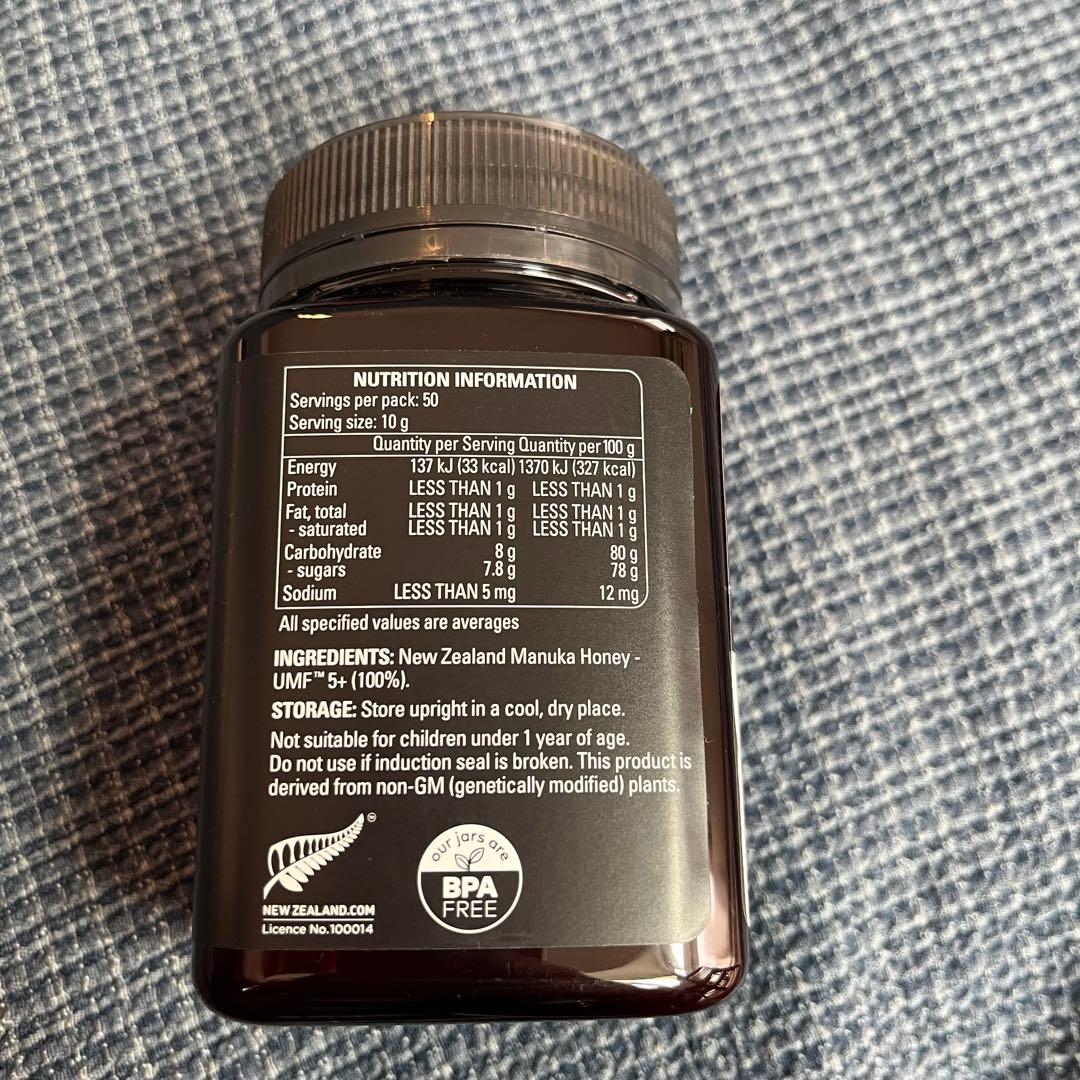 NUTRITION INFORMATION
Servings per pack: 50
Serving size: 10 g
Quantity per Serving Quantity per 100 g
Energy 137 kJ (33 kcal) 1370 kJ (327 kcal)
Protein LESS THAN 1 g LESS THAN 1 g
Fat, total LESS THAN 1 g LESS THAN 1 g
- saturated LESS THAN 1 g LESS THAN 1 g
Carbohydrate 8 g 80 g
- sugars 7.8 g 78 g
Sodium LESS THAN 5 mg 12 mg
All specified values are averages
INGREDIENTS: New Zealand Manuka Honey -
UMF™ 5+ (100%).
STORAGE: Store upright in a cool, dry place.
Not suitable for children under 1 year of age.
Do not use if induction seal is broken. This product is
derived from non-GM (genetically modified) plants.
NEWZEALAND.COM
Licence No.100014
our jars are
BPA
FREE